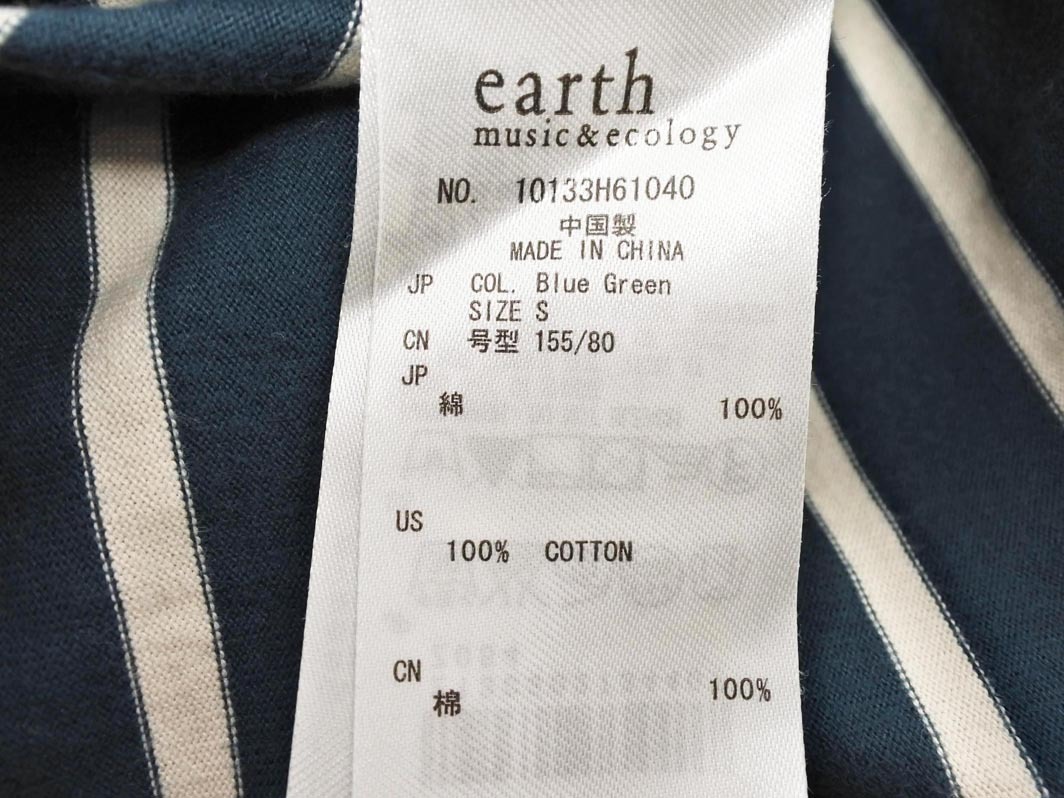 earth
music&ecology
NO. 10133H61040
中国製
MADE IN CHINA
JP COL. Blue Green
SIZE S
CN 号型 155/80
JP
綿 100%
US
100% COTTON
CN
棉 100%